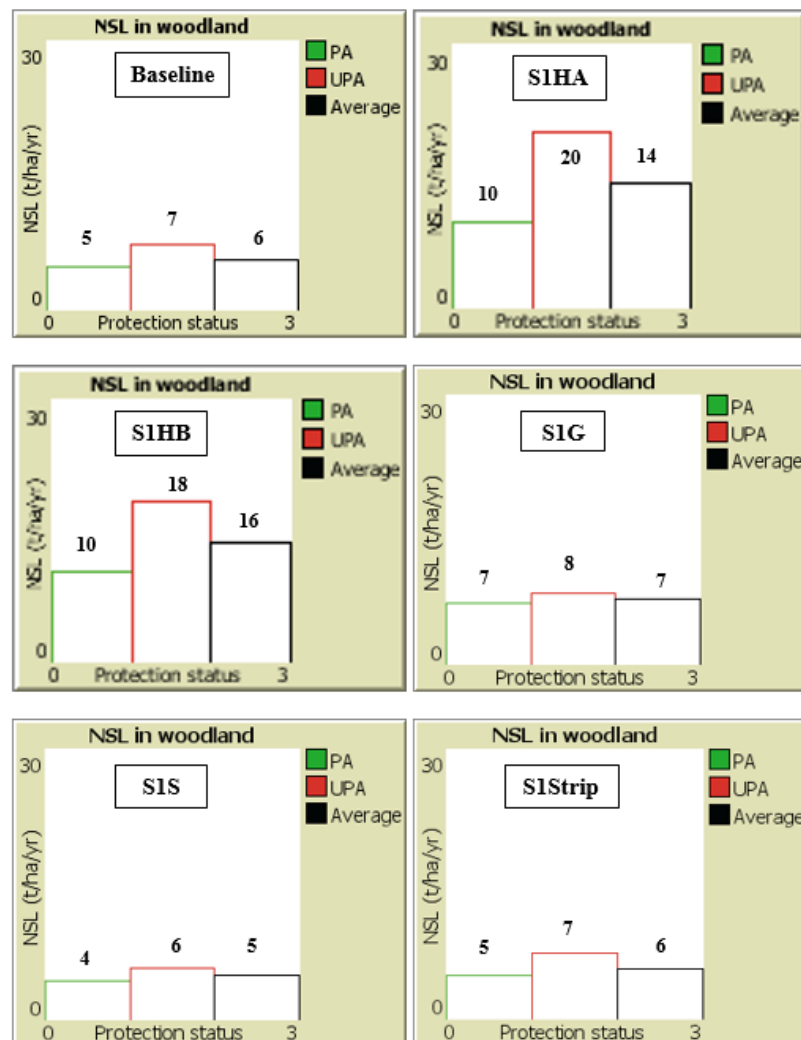 NSL in woodland
30
Baseline
PA
UPA
Average
NSL (t/ha/yr)
5
7
6
0
0 Protection status 3
NSL in woodland
30
S1HA
PA
UPA
Average
NSL (t/ha/yr)
10
20
14
0
0 Protection status 3
NSL in woodland
30
S1HB
PA
UPA
Average
NSL (t/ha/yr)
10
18
16
0
0 Protection status 3
NSL in woodland
30
S1G
PA
UPA
Average
NSL (t/ha/yr)
7
8
7
0
0 Protection status 3
NSL in woodland
30
S1S
PA
UPA
Average
NSL (t/ha/yr)
4
6
5
0
0 Protection status 3
NSL in woodland
30
S1Strip
PA
UPA
Average
NSL (t/ha/yr)
5
7
6
0
0 Protection status 3